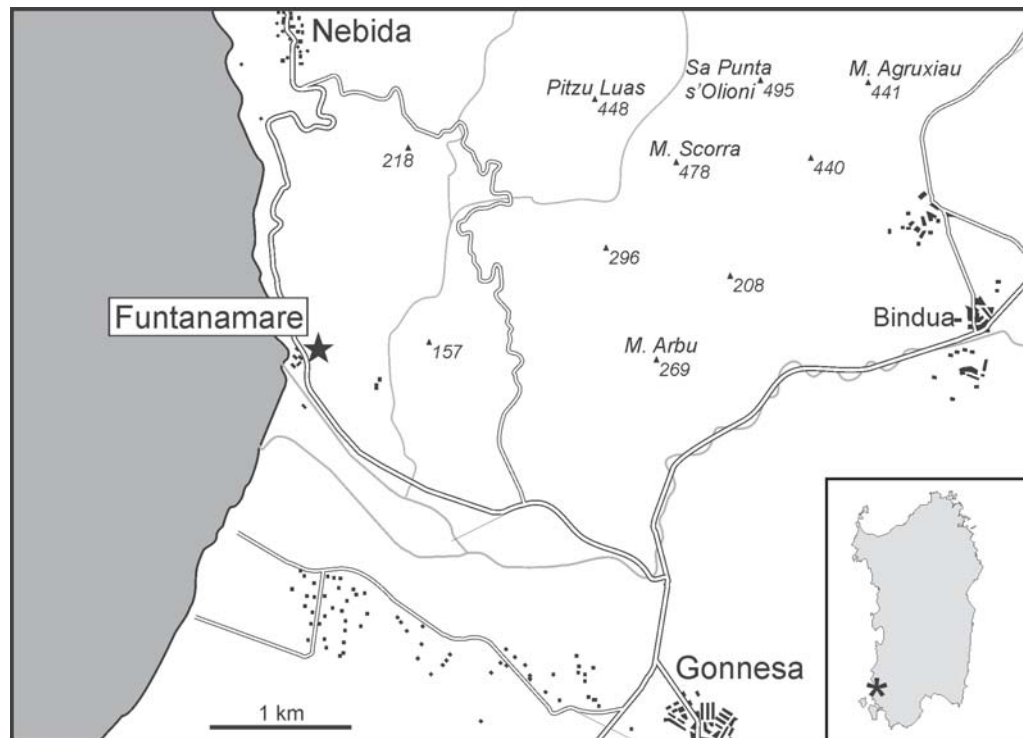 Nebida
Pitzu Luas
448
Sa Punta
s'Olioni
495
M. Agruxiau
441
218
M. Scorra
478
440
296
208
Funtanamare
157
M. Arbu
269
Bindua
Gonnesa
1 km